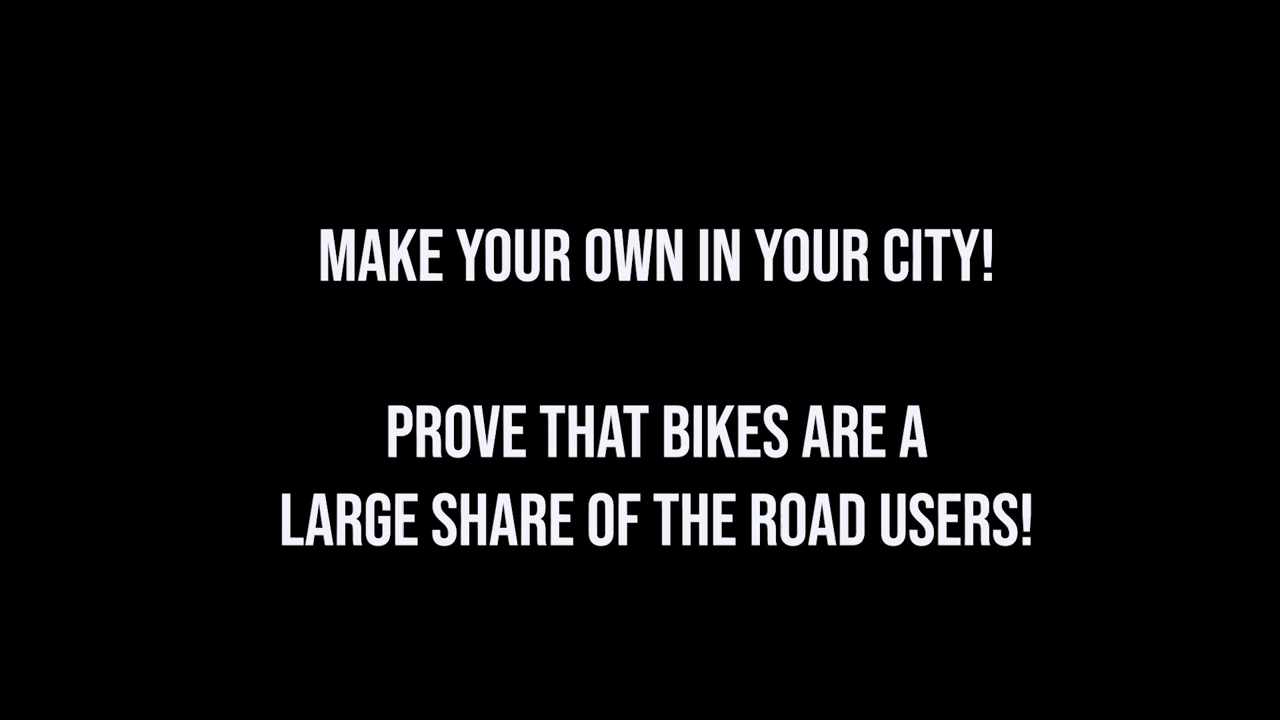 MAKE YOUR OWN IN YOUR CITY!
PROVE THAT BIKES ARE A
LARGE SHARE OF THE ROAD USERS!